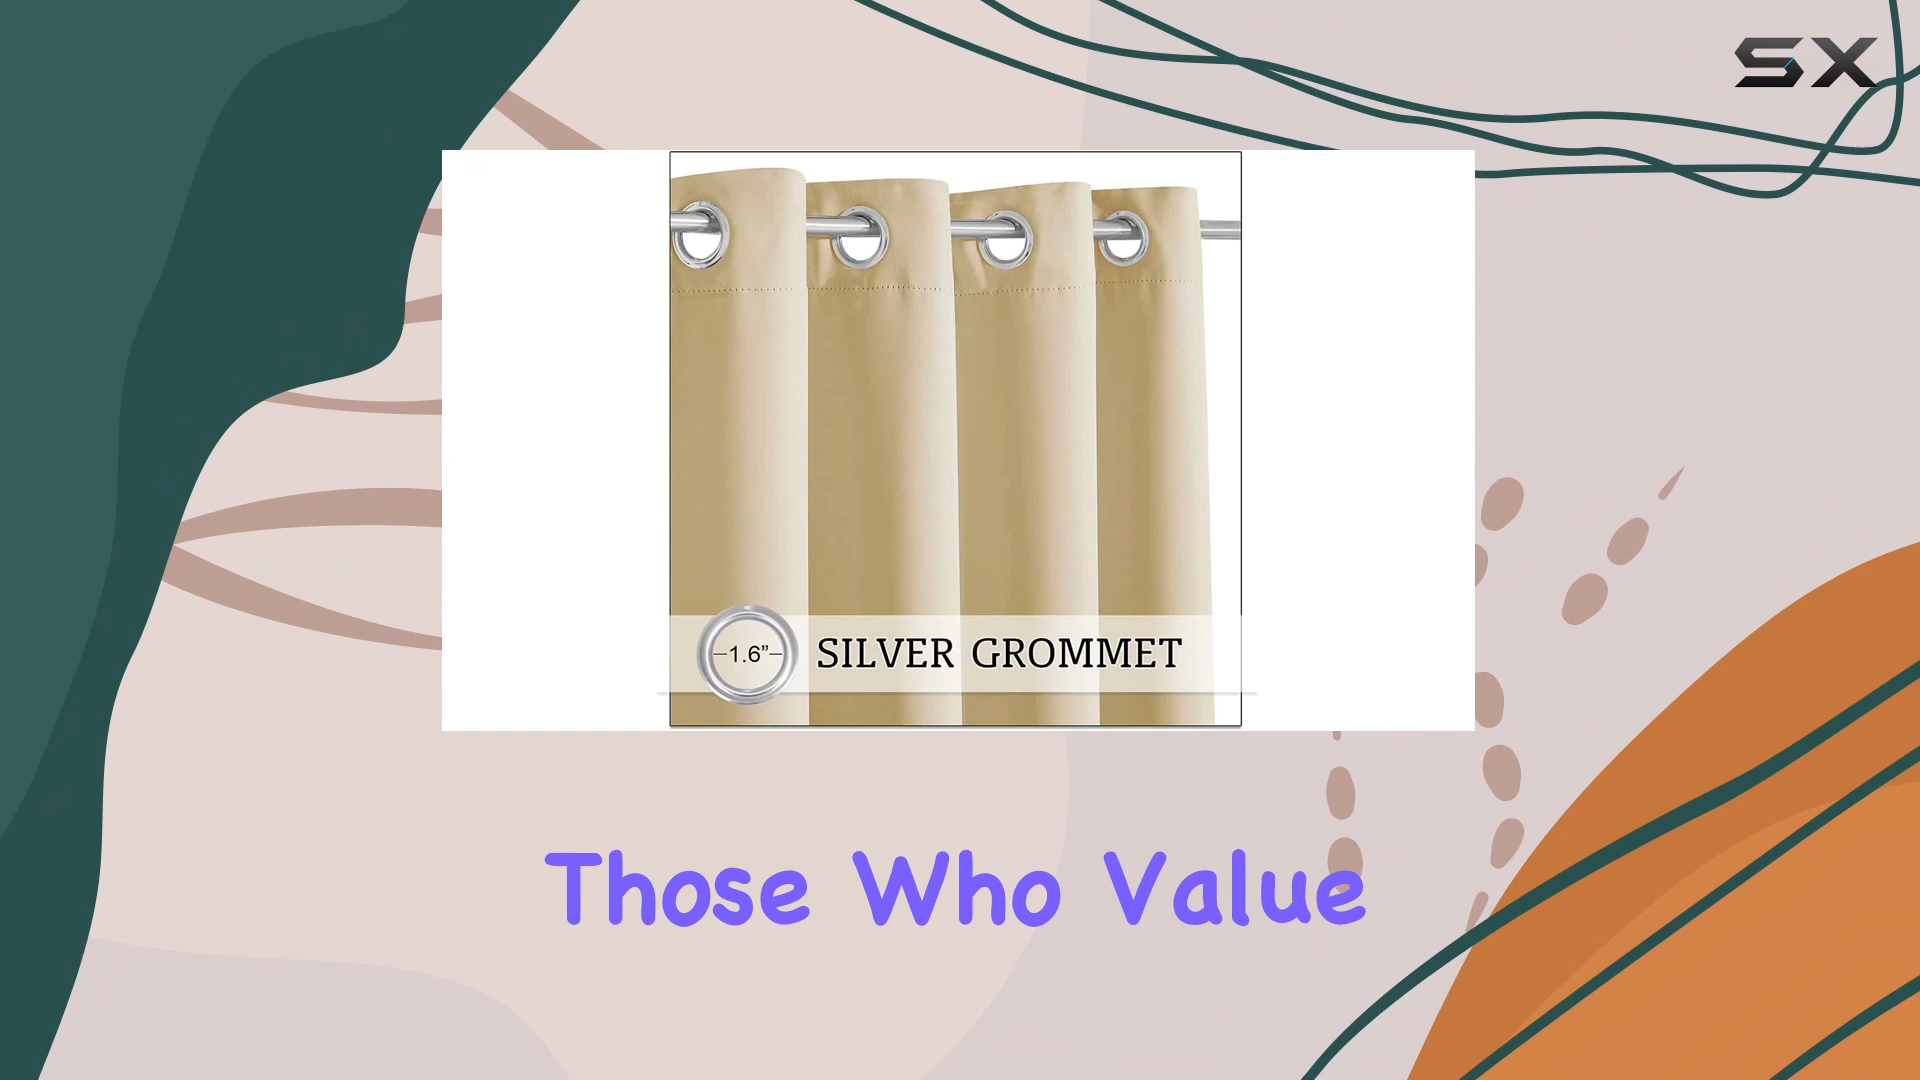 SX
1.6”
SILVER GROMMET
Those Who Value